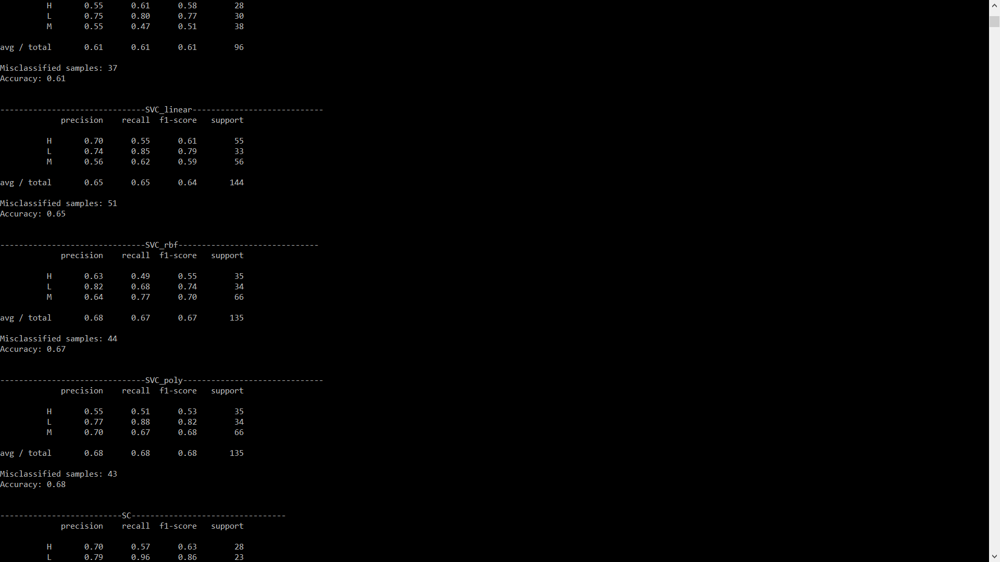 H 0.55 0.61 0.58 28
L 0.75 0.80 0.77 30
M 0.55 0.47 0.51 38
avg / total 0.61 0.61 0.61 96
Misclassified samples: 37
Accuracy: 0.61
-------------------------------SVC_linear----------------------------
precision recall f1-score support
H 0.70 0.55 0.61 55
L 0.74 0.85 0.79 33
M 0.56 0.62 0.59 56
avg / total 0.65 0.65 0.64 144
Misclassified samples: 51
Accuracy: 0.65
-------------------------------SVC_rbf------------------------------
precision recall f1-score support
H 0.63 0.49 0.55 35
L 0.82 0.68 0.74 34
M 0.64 0.77 0.70 66
avg / total 0.68 0.67 0.67 135
Misclassified samples: 44
Accuracy: 0.67
-------------------------------SVC_poly------------------------------
precision recall f1-score support
H 0.55 0.51 0.53 35
L 0.77 0.88 0.82 34
M 0.70 0.67 0.68 66
avg / total 0.68 0.68 0.68 135
Misclassified samples: 43
Accuracy: 0.68
--------------------------SC---------------------------------
precision recall f1-score support
H 0.70 0.57 0.63 28
L 0.79 0.96 0.86 23